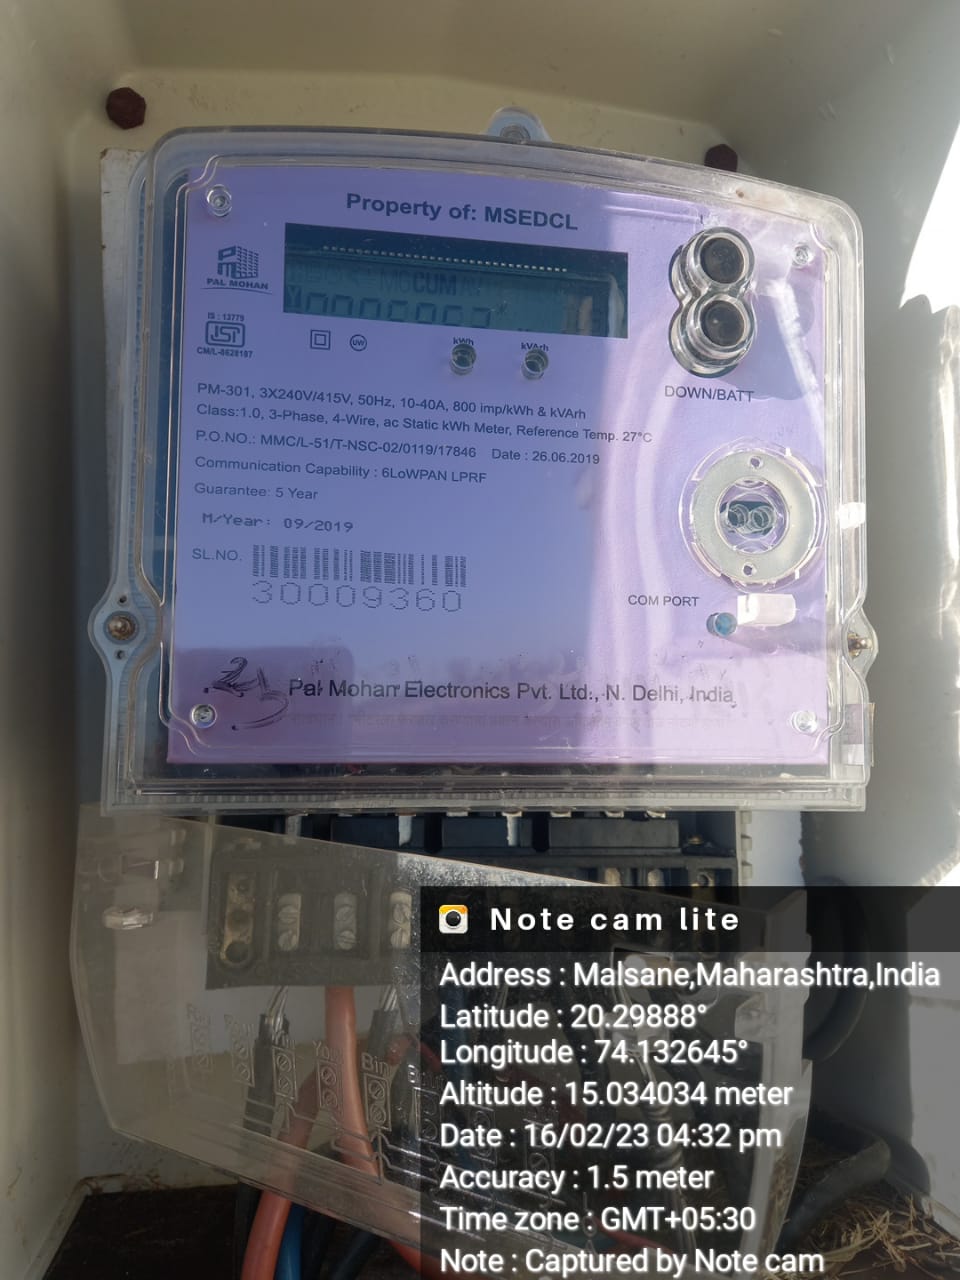 Property of: MSEDCL
PAL MOHAN
IS : 13779
ISI
CM/L-8628197
CUM
UW
kWh
kVArh
DOWN/BATT
PM-301, 3X240V/415V, 50Hz, 10-40A, 800 imp/kWh & kVArh
Class:1.0, 3-Phase, 4-Wire, ac Static kWh Meter, Reference Temp. 27°C
P.O.NO.: MMC/L-51/T-NSC-02/0119/17846 Date : 26.06.2019
Communication Capability : 6LoWPAN LPRF
Guarantee: 5 Year
M/Year: 09/2019
SL.NO.
30009360
COM PORT
Pal Mohan Electronics Pvt. Ltd., N. Delhi, India
Note cam lite
Address : Malsane,Maharashtra,India
Latitude : 20.29888°
Longitude : 74.132645°
Altitude : 15.034034 meter
Date : 16/02/23 04:32 pm
Accuracy : 1.5 meter
Time zone : GMT+05:30
Note : Captured by Note cam